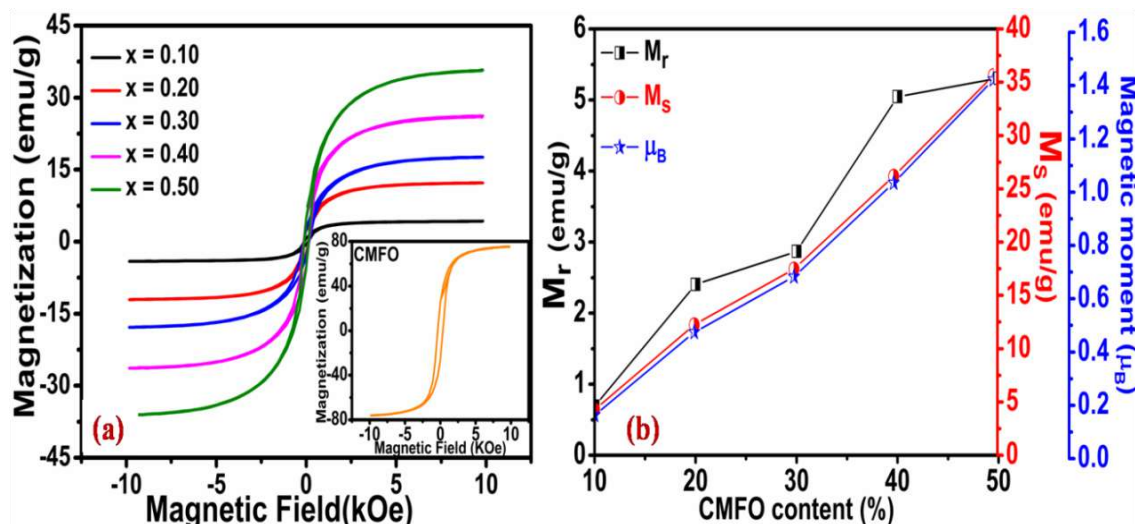 45
30
15
0
-15
-30
-45
Magnetization (emu/g)
x = 0.10
x = 0.20
x = 0.30
x = 0.40
x = 0.50
(a)
-10
-5
0
5
10
Magnetic Field(kOe)
80
40
0
-40
-80
Magnetization (emu/g)
CMFO
-10
-5
0
5
10
Magnetic Field (KOe)
6
5
4
3
2
1
0
Mr (emu/g)
Mr
Ms
μB
(b)
10
20
30
40
50
CMFO content (%)
40
35
30
25
20
15
10
5
0
Ms (emu/g)
1.6
1.4
1.2
1.0
0.8
0.6
0.4
0.2
0.0
Magnetic moment (μB)